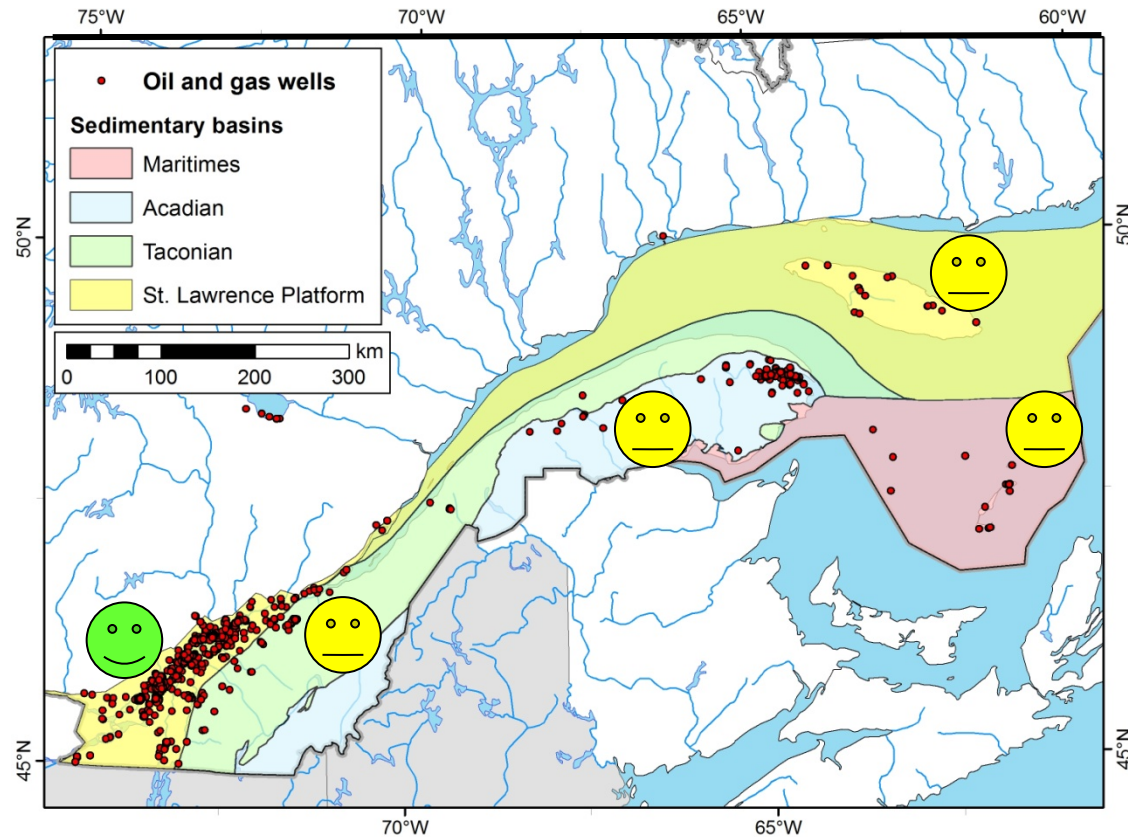 75°W 70°W 65°W 60°W
Oil and gas wells
Sedimentary basins
Maritimes
Acadian
Taconian
St. Lawrence Platform
km
0 100 200 300
50°N 50°N
45°N 45°N
70°W 65°W